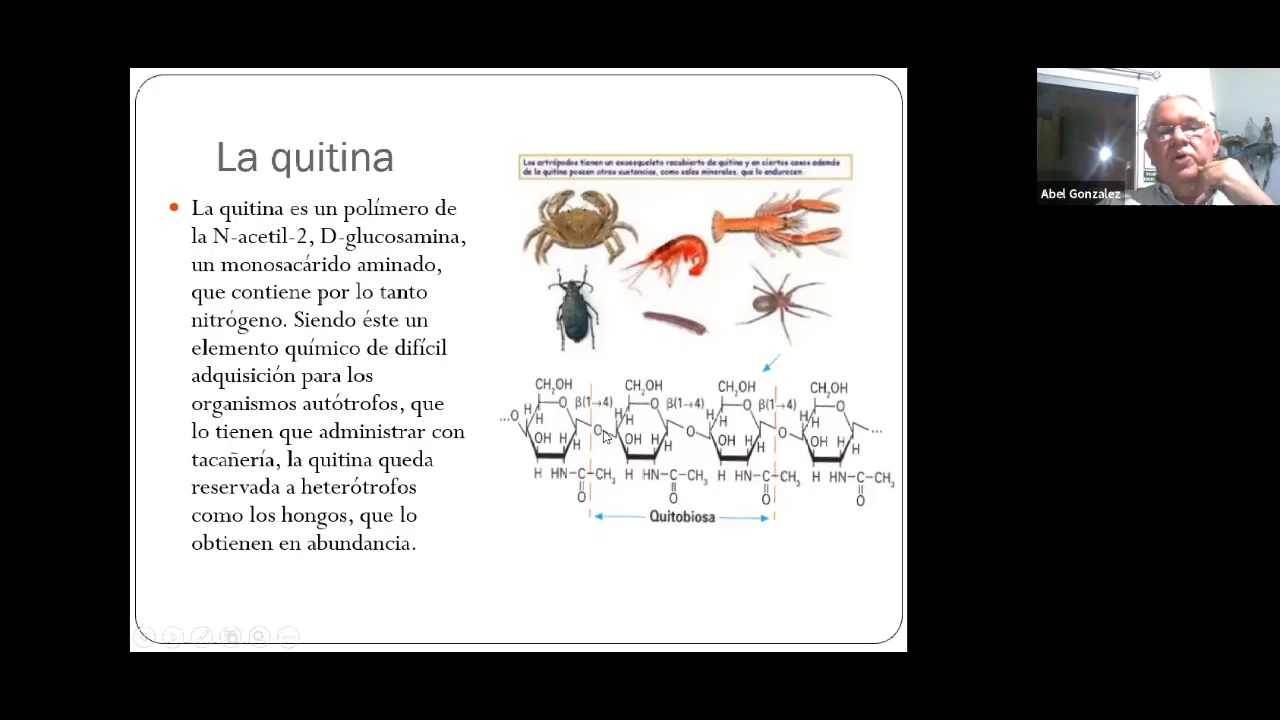 La quitina
La quitina es un polímero de
la N-acetil-2, D-glucosamina,
un monosacárido aminado,
que contiene por lo tanto
nitrógeno. Siendo éste un
elemento químico de difícil
adquisición para los
organismos autótrofos, que
lo tienen que administrar con
tacañería, la quitina queda
reservada a heterótrofos
como los hongos, que lo
obtienen en abundancia.
Los artrópodos tienen un exoesqueleto recubierto de quitina y en ciertos casos además
de la quitina poseen otras sustancias, como sales minerales, que lo endurecen
CH₂OH CH₂OH CH₂OH CH₂OH
O β(1→4) O β(1→4) O β(1→4) O
...O H H O H H O H H O H H ...
OH H H OH H H OH H H OH H H
H HN-C-CH₃ H HN-C-CH₃ H HN-C-CH₃ H HN-C-CH₃
O O O O
Quitobiosa
Abel Gonzalez